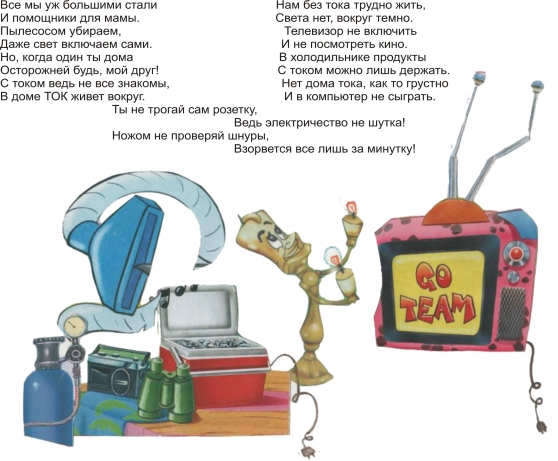 Все мы уж большими стали
И помощники для мамы.
Пылесосом убираем,
Даже свет включаем сами.
Но, когда один ты дома
Осторожней будь, мой друг!
С током ведь не все знакомы,
В доме ТОК живет вокруг.
Нам без тока трудно жить,
Света нет, вокруг темно.
Телевизор не включить
И не посмотреть кино.
В холодильнике продукты
С током можно лишь держать.
Нет дома тока, как то грустно
И в компьютер не сыграть.
Ты не трогай сам розетку,
Ведь электричество не шутка!
Ножом не проверяй шнуры,
Взорвется все лишь за минутку!
GO
TEAM